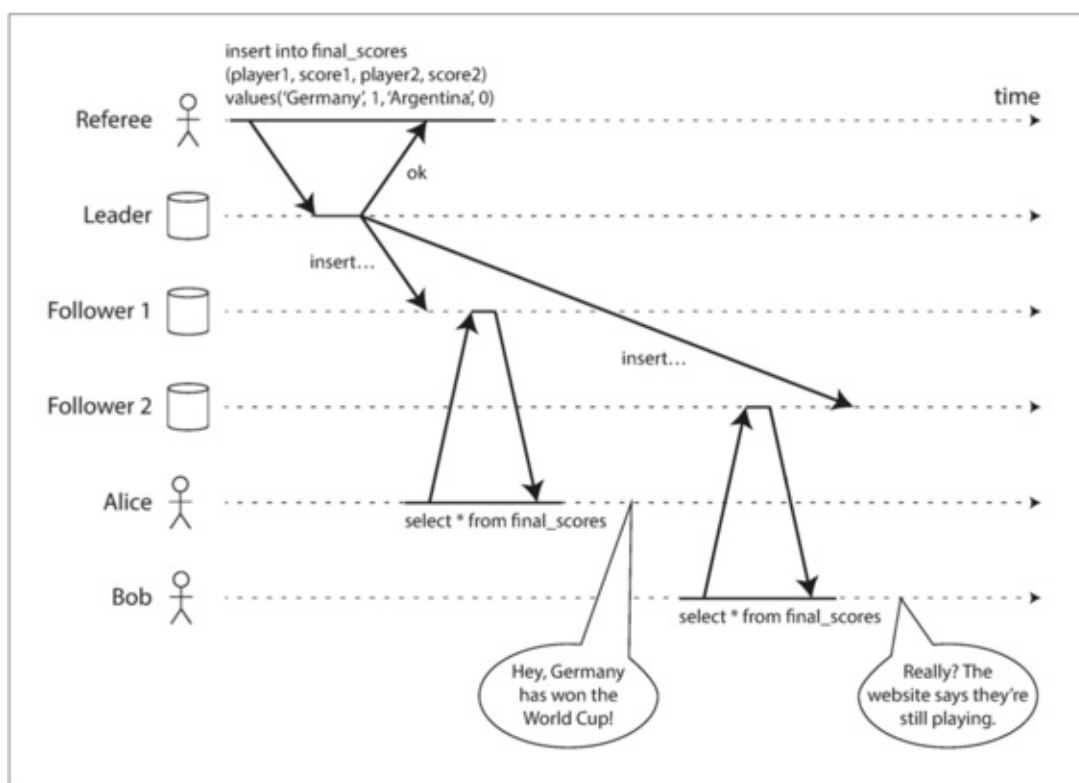 insert into final_scores
(player1, score1, player2, score2)
values('Germany', 1, 'Argentina', 0)
time
Referee
ok
Leader
insert…
Follower 1
insert…
Follower 2
Alice
select * from final_scores
Bob
select * from final_scores
Hey, Germany
has won the
World Cup!
Really? The
website says they're
still playing.